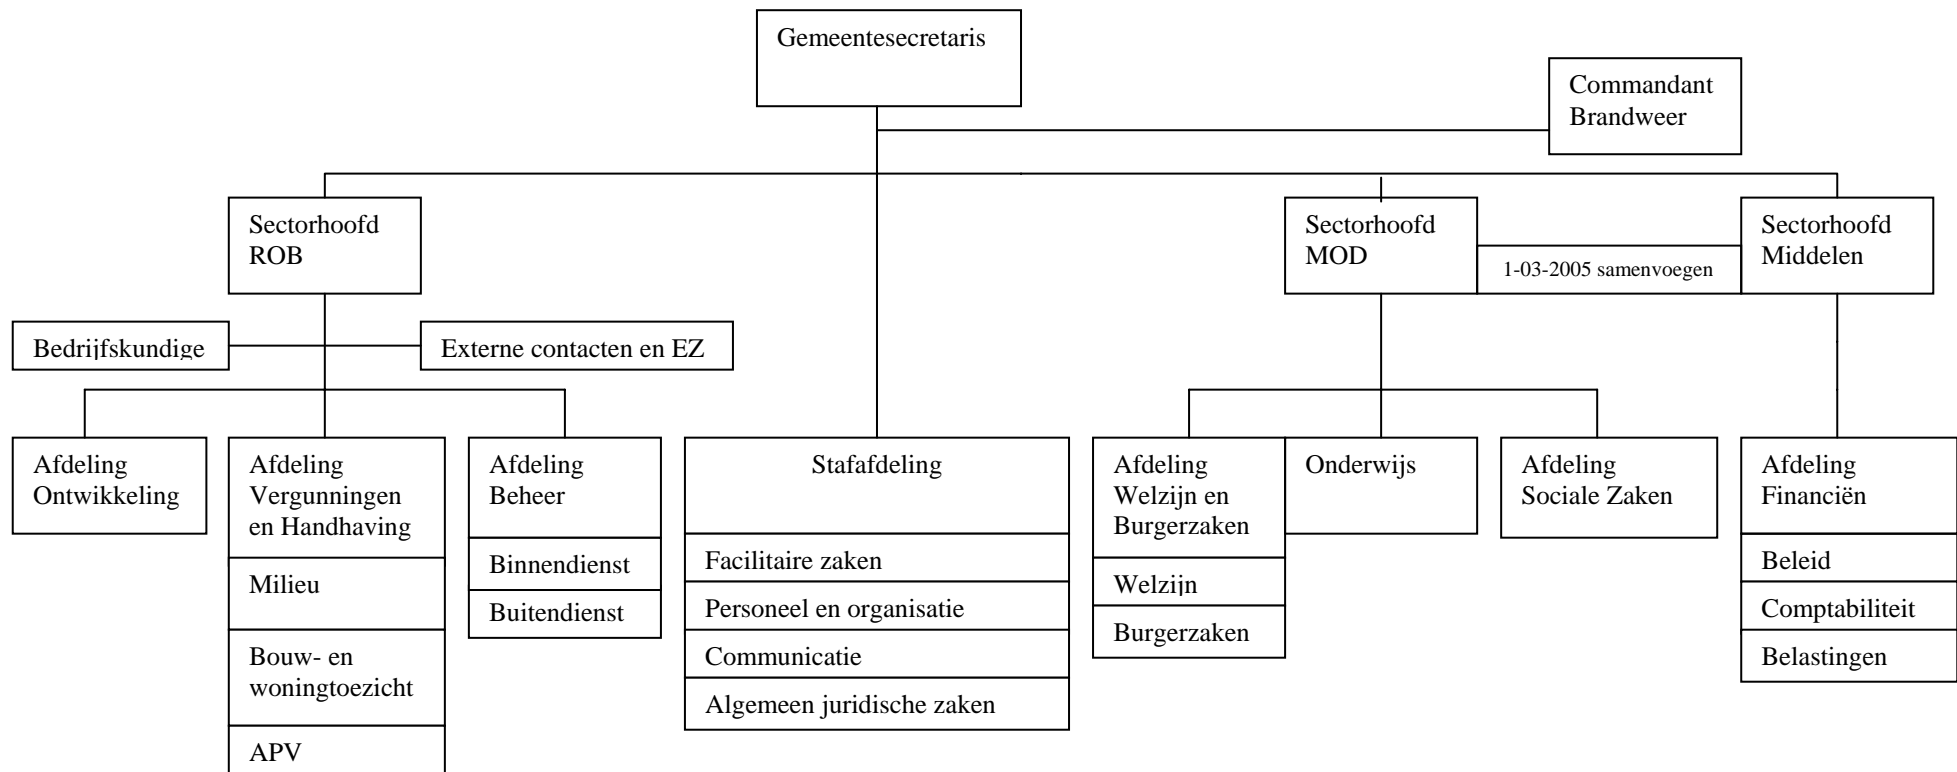 Gemeentesecretaris
Commandant
Brandweer
Sectorhoofd
ROB
Sectorhoofd
MOD
1-03-2005 samenvoegen
Sectorhoofd
Middelen
Bedrijfskundige
Externe contacten en EZ
Afdeling
Ontwikkeling
Afdeling
Vergunningen
en Handhaving
Milieu
Bouw- en
woningtoezicht
APV
Afdeling
Beheer
Binnendienst
Buitendienst
Stafafdeling
Facilitaire zaken
Personeel en organisatie
Communicatie
Algemeen juridische zaken
Afdeling
Welzijn en
Burgerzaken
Welzijn
Burgerzaken
Onderwijs
Afdeling
Sociale Zaken
Afdeling
Financiën
Beleid
Comptabiliteit
Belastingen